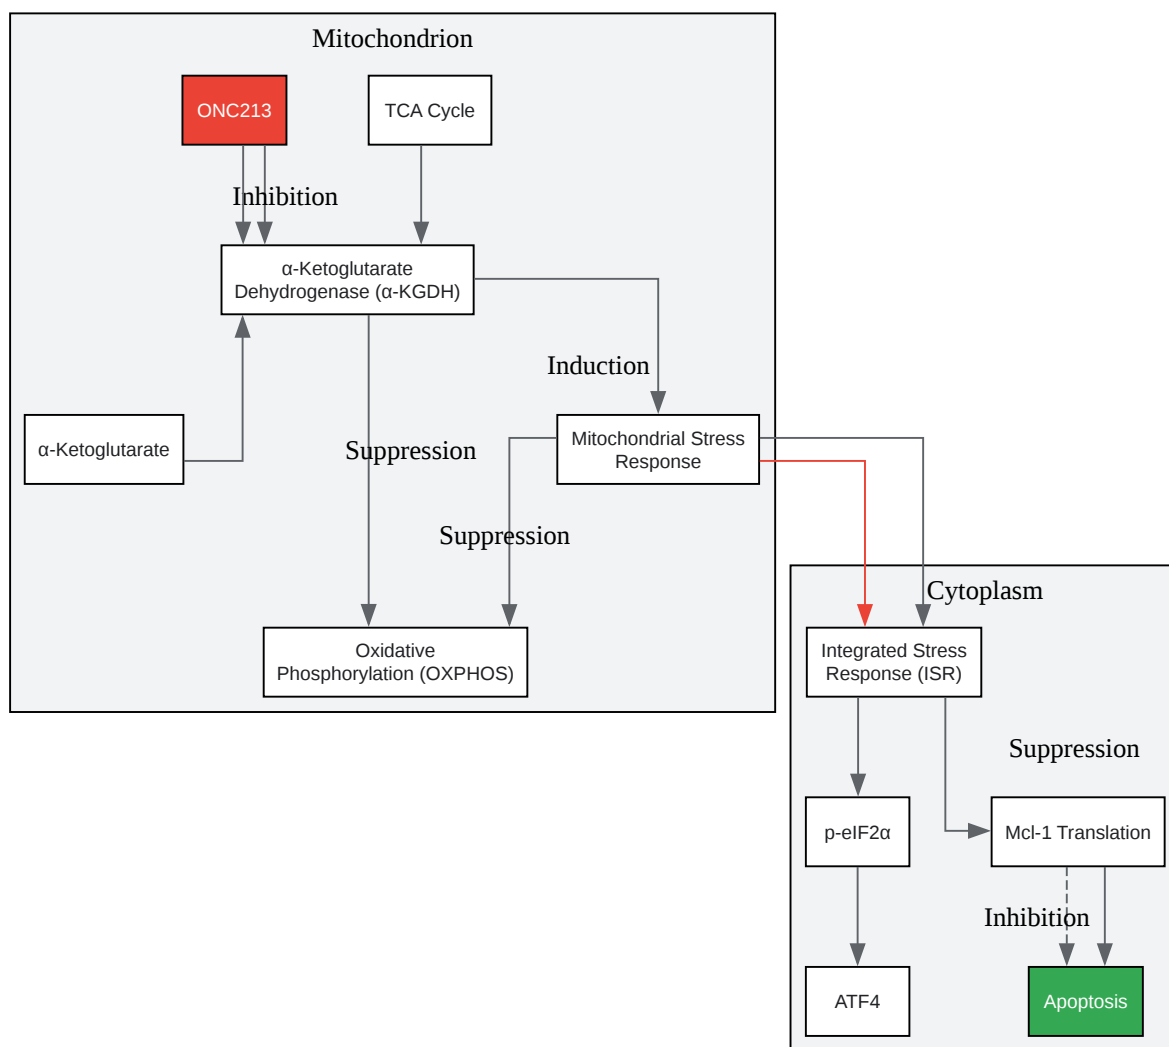 Mitochondrion
ONC213
TCA Cycle
Inhibition
α-Ketoglutarate
Dehydrogenase (α-KGDH)
Induction
α-Ketoglutarate
Suppression
Mitochondrial Stress
Response
Suppression
Oxidative
Phosphorylation (OXPHOS)
Cytoplasm
Integrated Stress
Response (ISR)
Suppression
p-eIF2α
Mcl-1 Translation
Inhibition
ATF4
Apoptosis